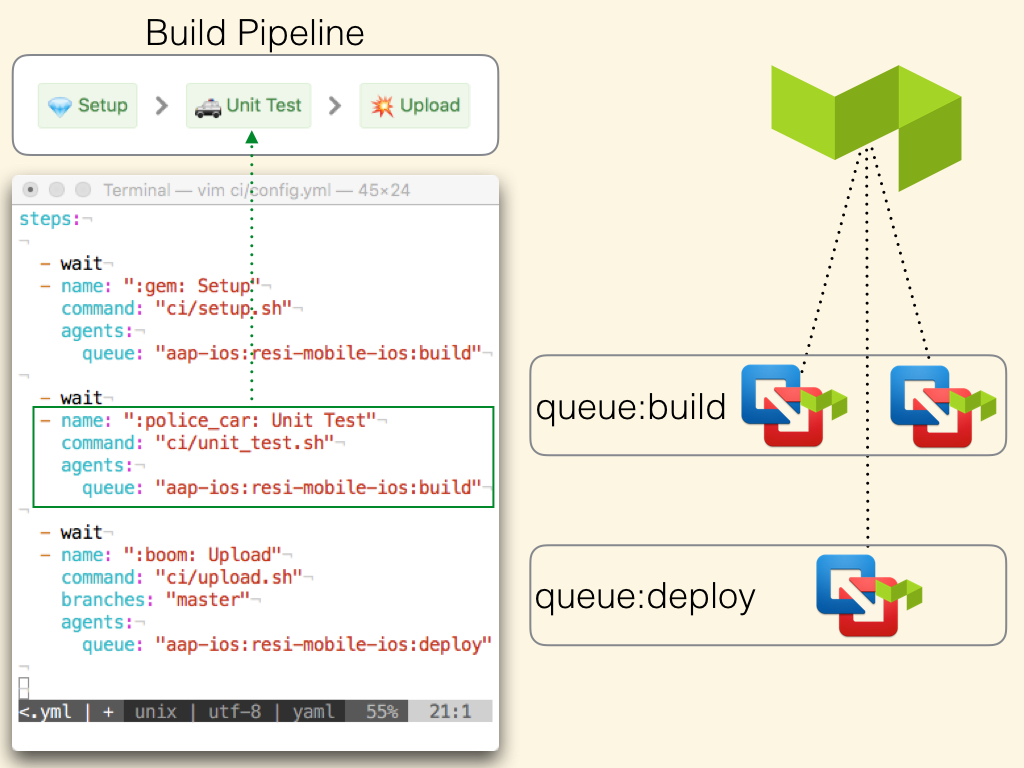 Build Pipeline
💎 Setup > 🚓 Unit Test > 💥 Upload
Terminal — vim ci/config.yml — 45×24
steps:¬
¬
  - wait¬
  - name: ":gem: Setup"¬
    command: "ci/setup.sh"¬
    agents:¬
      queue: "aap-ios:resi-mobile-ios:build"¬
¬
  - wait¬
  - name: ":police_car: Unit Test"¬
    command: "ci/unit_test.sh"¬
    agents:¬
      queue: "aap-ios:resi-mobile-ios:build"¬
¬
  - wait¬
  - name: ":boom: Upload"¬
    command: "ci/upload.sh"¬
    branches: "master"¬
    agents:¬
      queue: "aap-ios:resi-mobile-ios:deploy"
¬
<.yml | + unix | utf-8 | yaml 55% 21:1
queue:build
queue:deploy